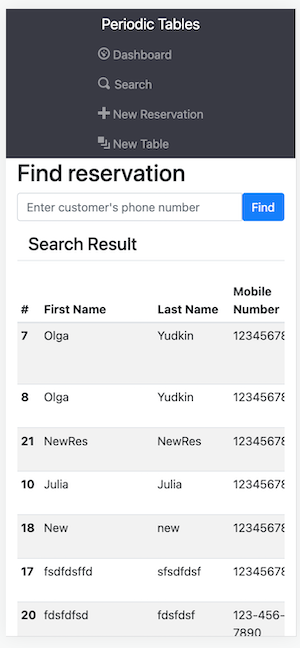 Periodic Tables
Dashboard
Search
New Reservation
New Table
Find reservation
Enter customer's phone number
Find
Search Result
# First Name Last Name Mobile Number
7 Olga Yudkin 12345678
8 Olga Yudkin 12345678
21 NewRes NewRes 12345678
10 Julia Julia 12345678
18 New new 12345678
17 fsdfdsffd sfsdfdsf 12345678
20 fdsfdfsd fdsfdsf 123-456-
7890